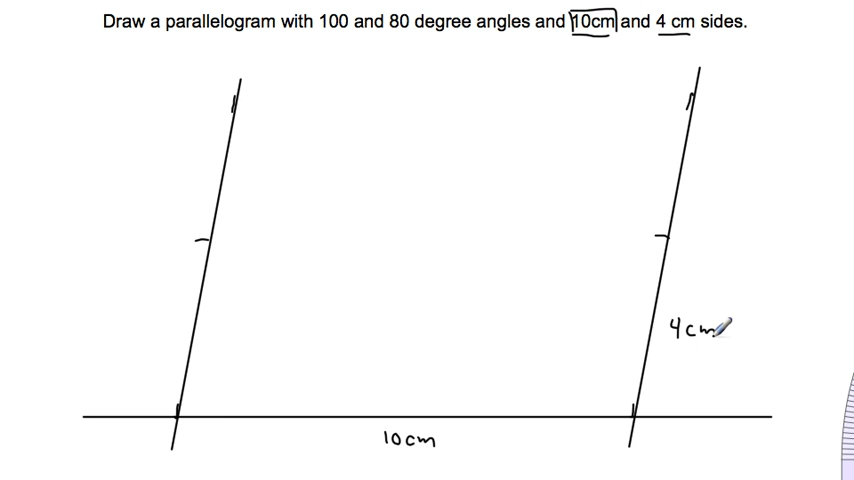 Draw a parallelogram with 100 and 80 degree angles and 10cm and 4 cm sides.
4cm
10cm